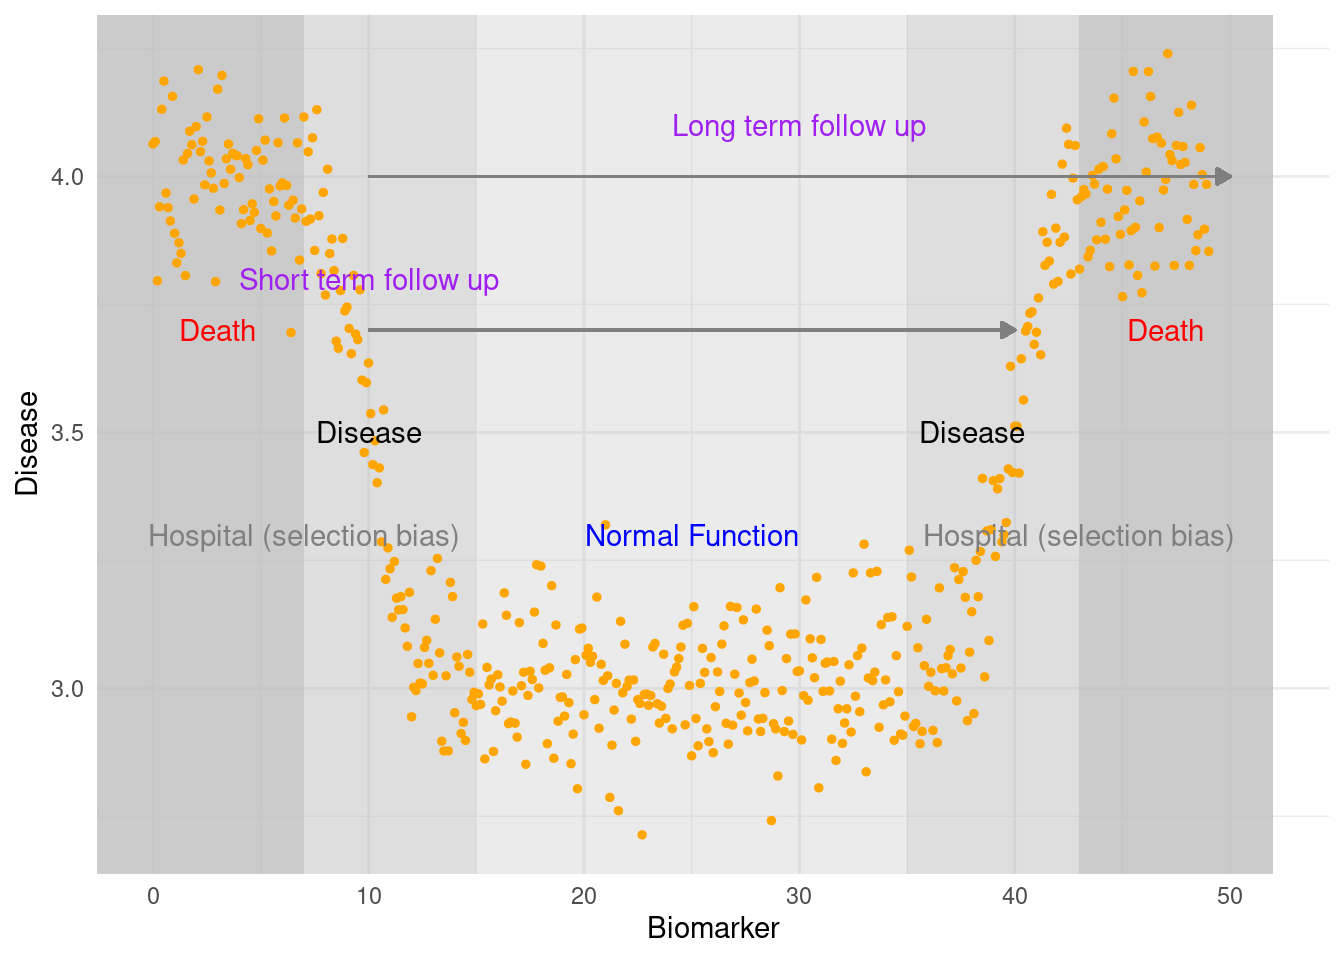 Long term follow up
4.0
Short term follow up
Death
Death
Disease
3.5
Disease
Disease
Hospital (selection bias)
Normal Function
Hospital (selection bias)
3.0
0
10
20
30
40
50
Biomarker